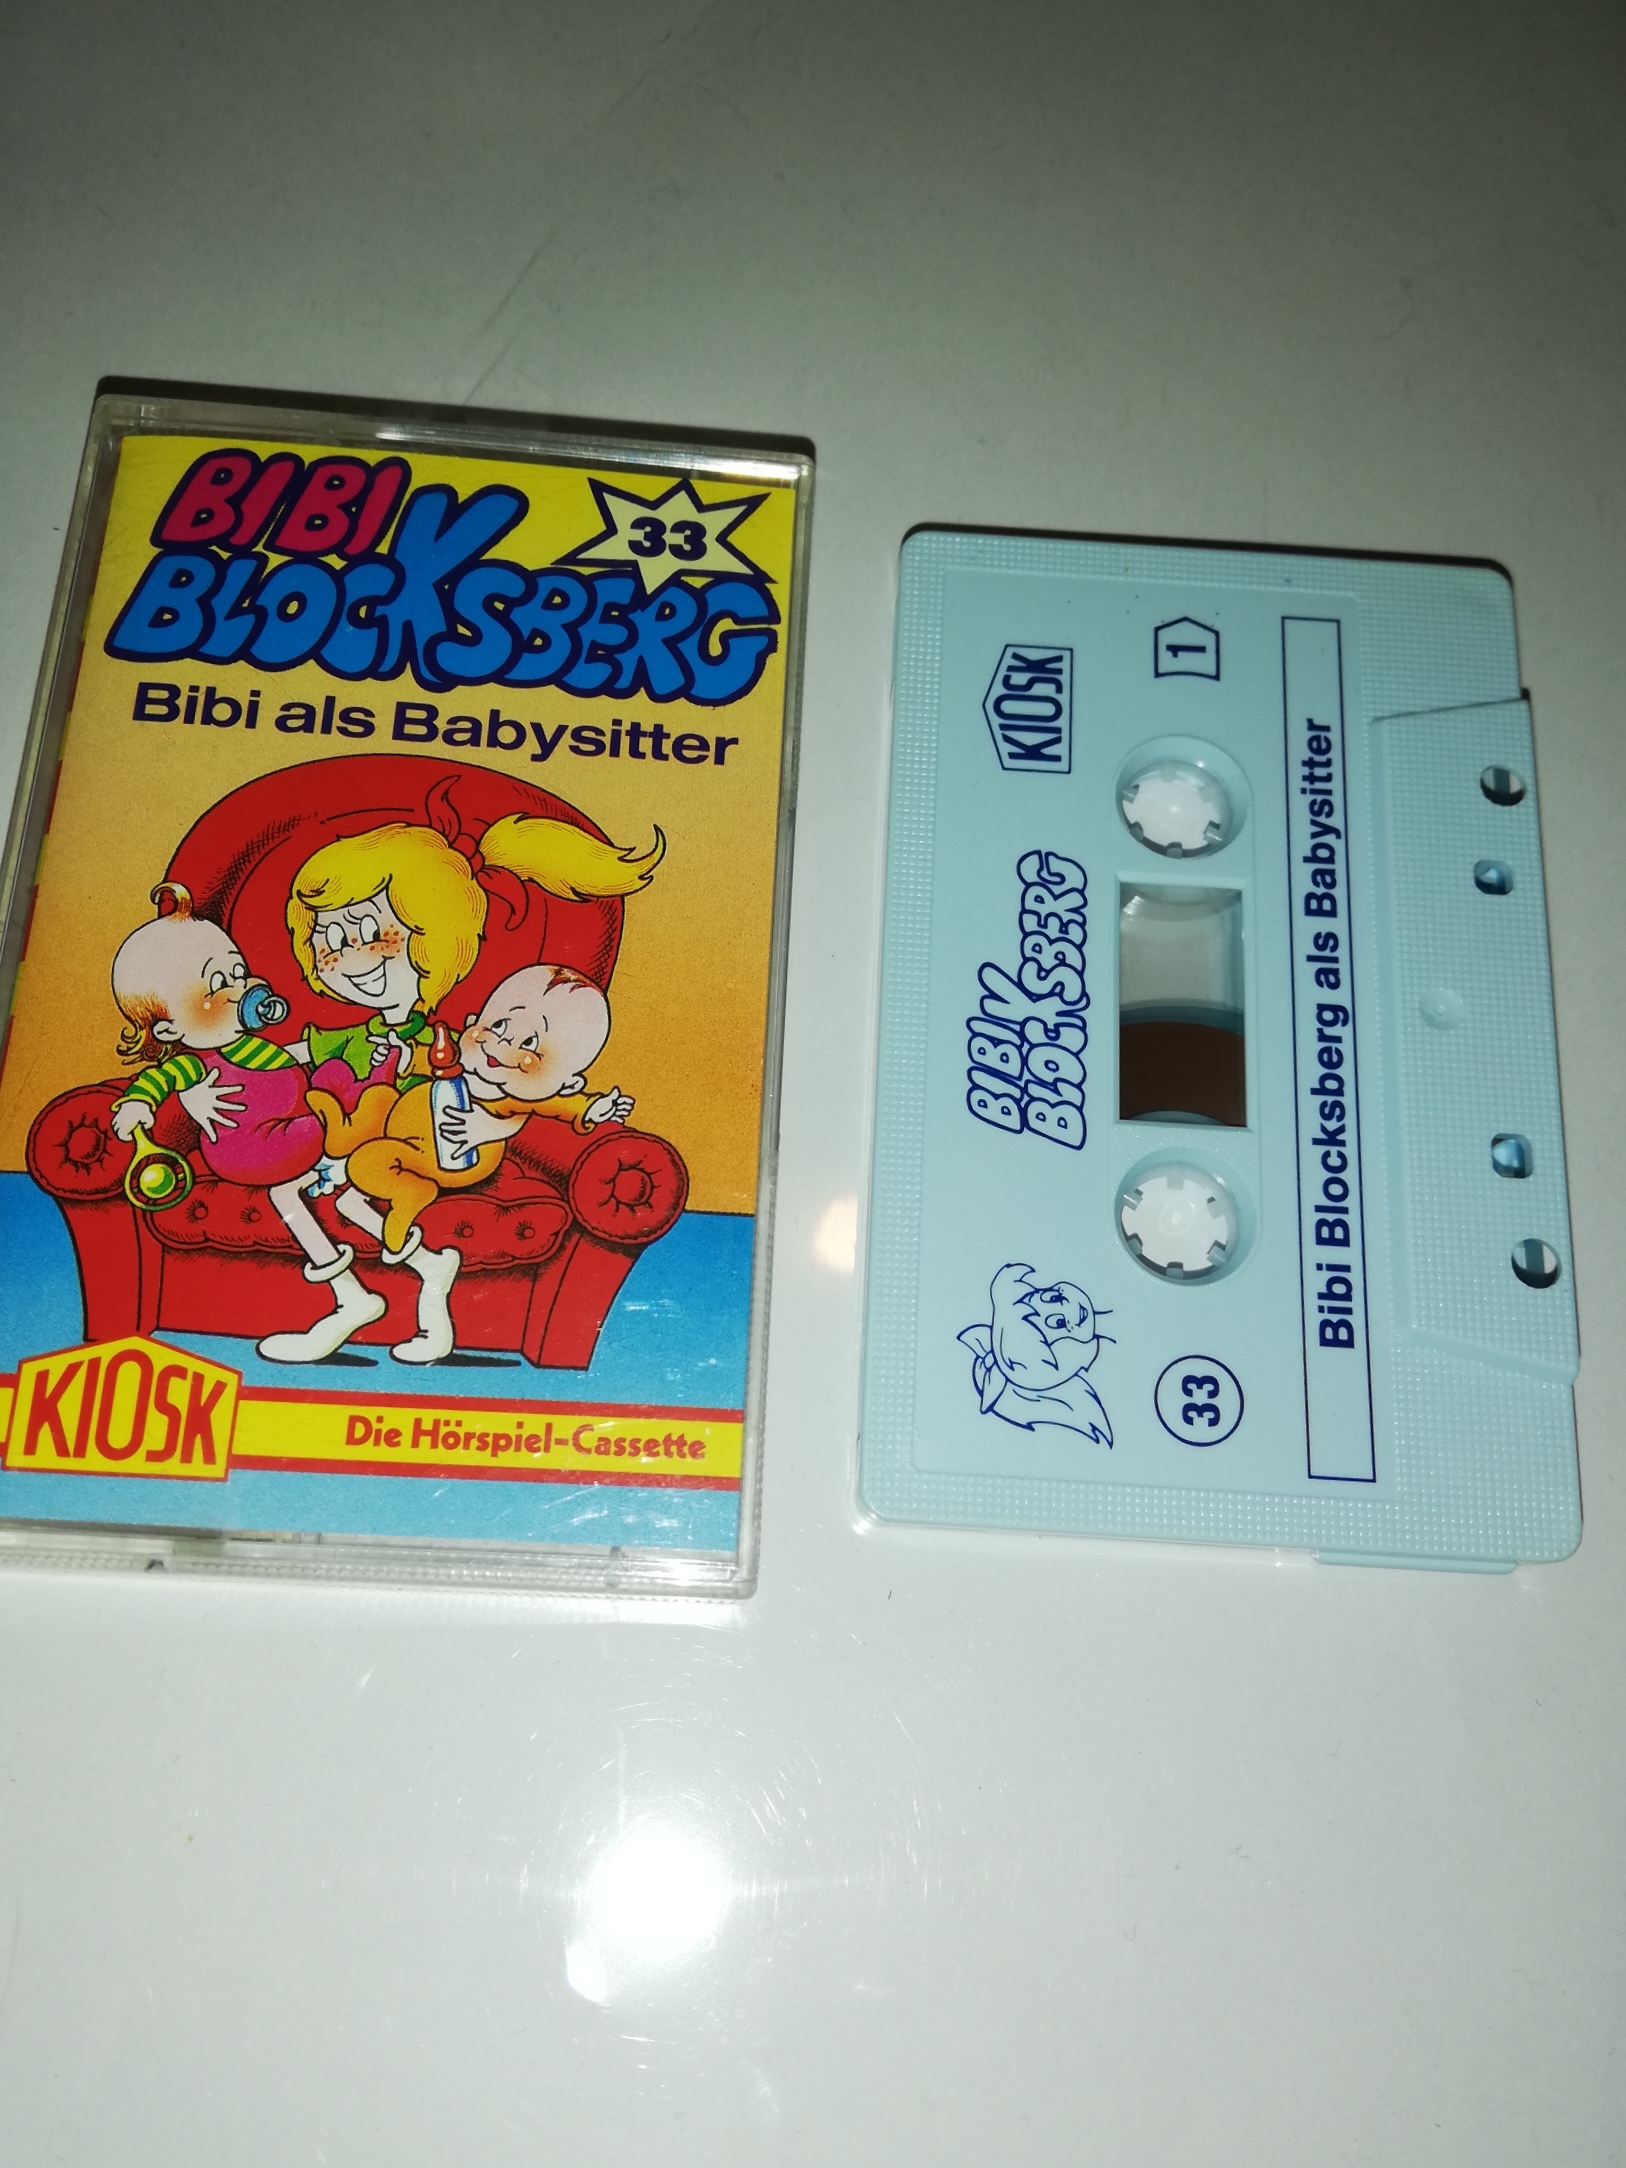 BIBI
BLOCKSBERG
33
Bibi als Babysitter
KIOSK
Die Hörspiel-Cassette
KIOSK
1
BIBI
BLOCKSBERG
33
Bibi Blocksberg als Babysitter